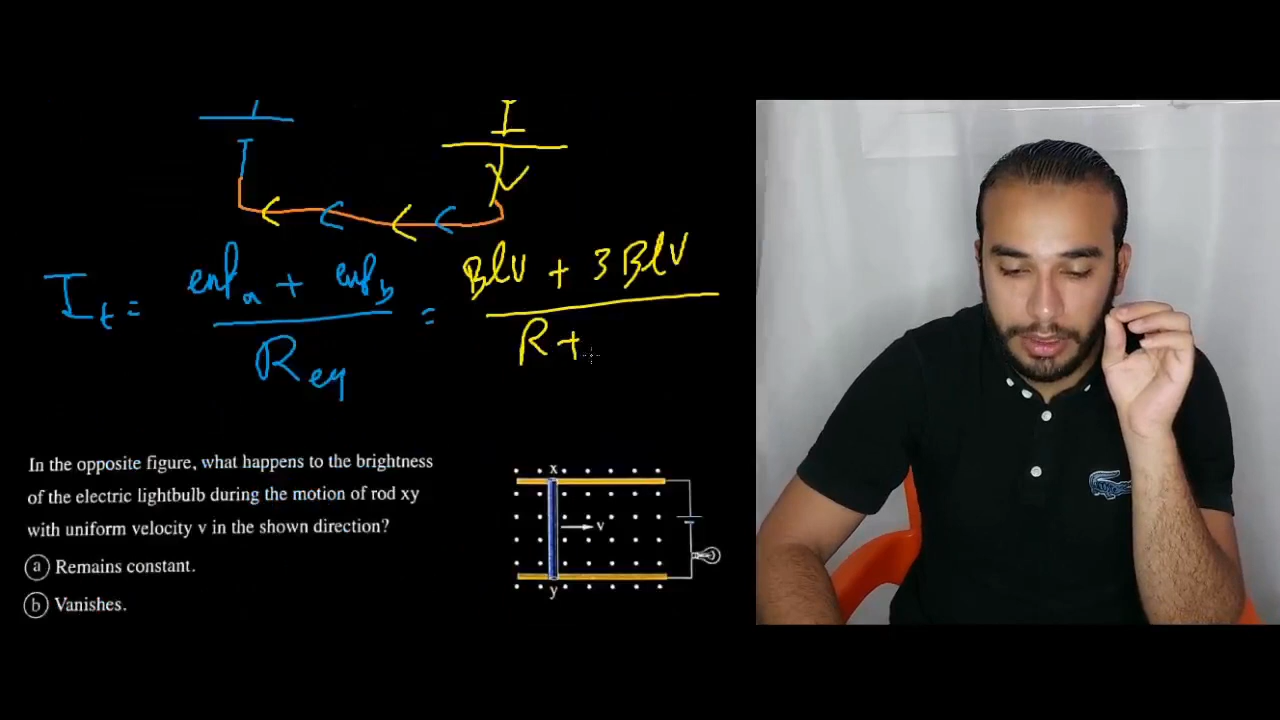 I
I_t = emf_a + emf_b / R_eq = Blv + 3Blv / R +
In the opposite figure, what happens to the brightness
of the electric lightbulb during the motion of rod xy
with uniform velocity v in the shown direction?
a Remains constant.
b Vanishes.
x
v
y